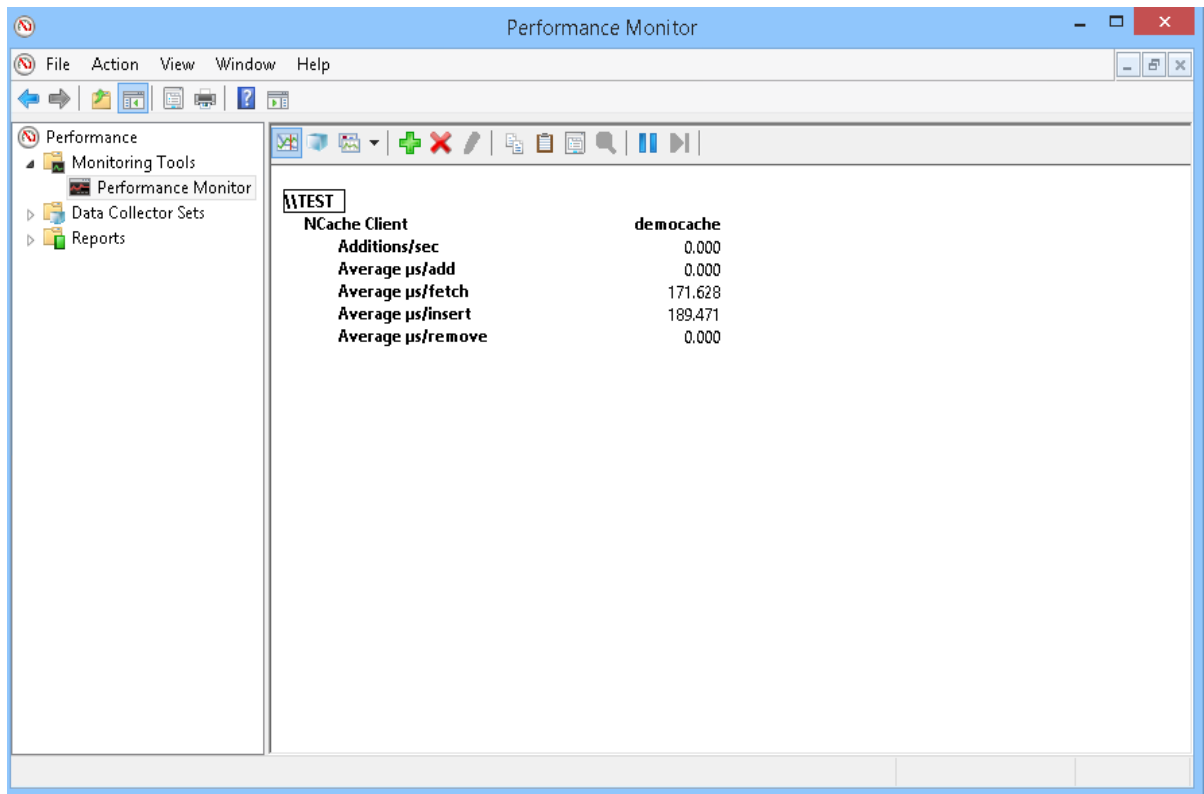 Performance Monitor
File Action View Window Help
Performance
Monitoring Tools
Performance Monitor
Data Collector Sets
Reports
\\TEST
NCache Client democache
Additions/sec 0.000
Average µs/add 0.000
Average µs/fetch 171.628
Average µs/insert 189.471
Average µs/remove 0.000